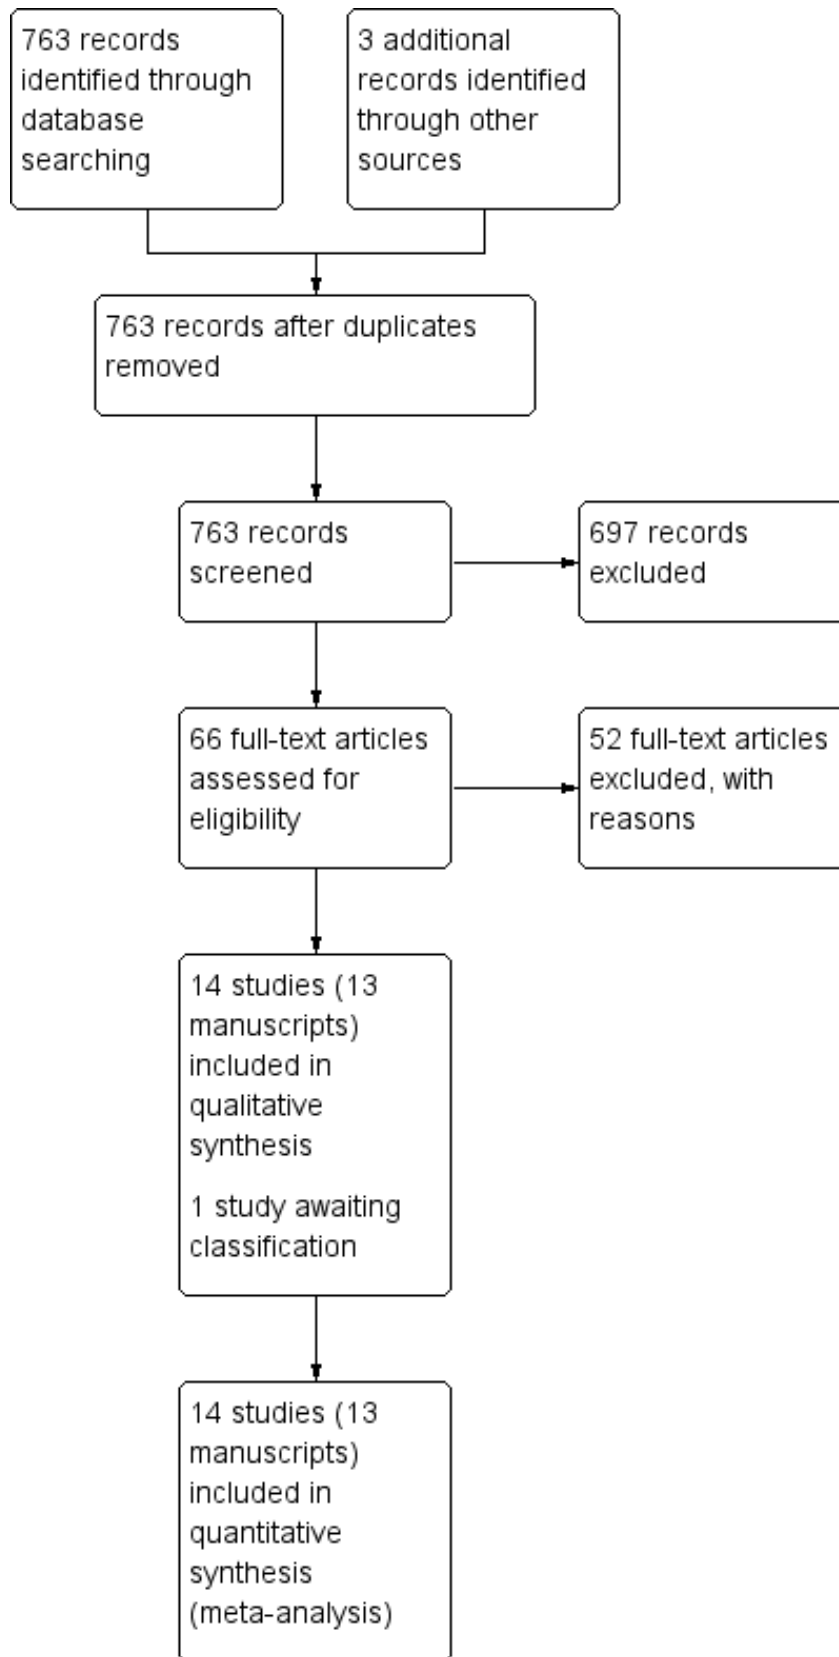 763 records
identified through
database
searching
3 additional
records identified
through other
sources
763 records after duplicates
removed
763 records
screened
697 records
excluded
66 full-text articles
assessed for
eligibility
52 full-text articles
excluded, with
reasons
14 studies (13
manuscripts)
included in
qualitative
synthesis
1 study awaiting
classification
14 studies (13
manuscripts)
included in
quantitative
synthesis
(meta-analysis)